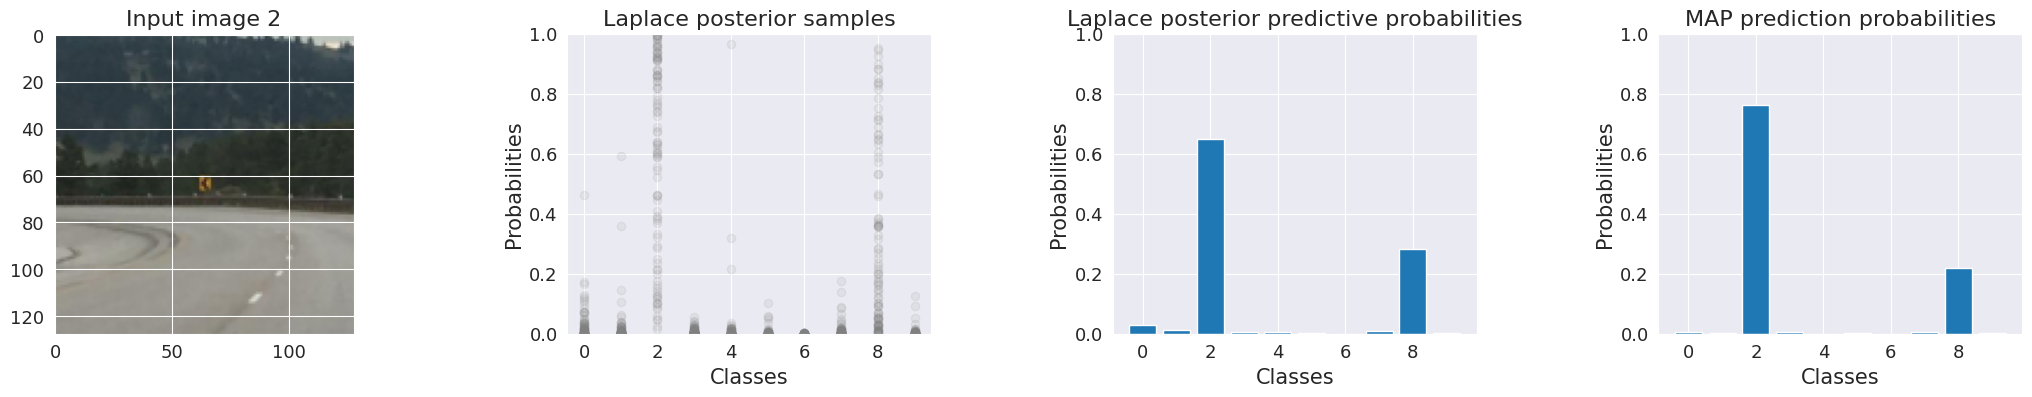 Input image 2
0
20
40
60
80
100
120
0 50 100
Laplace posterior samples
Probabilities
1.0
0.8
0.6
0.4
0.2
0.0
0 2 4 6 8
Classes
Laplace posterior predictive probabilities
Probabilities
1.0
0.8
0.6
0.4
0.2
0.0
0 2 4 6 8
Classes
MAP prediction probabilities
Probabilities
1.0
0.8
0.6
0.4
0.2
0.0
0 2 4 6 8
Classes